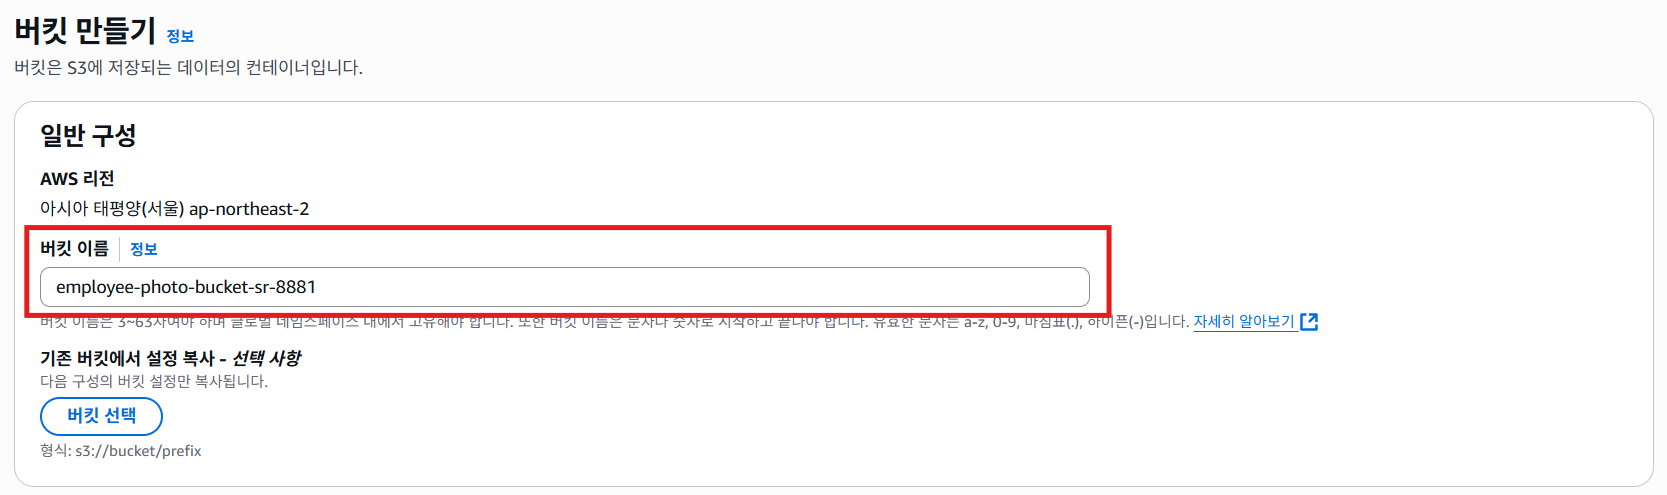 버킷 만들기 정보
버킷은 S3에 저장되는 데이터의 컨테이너입니다.
일반 구성
AWS 리전
아시아 태평양(서울) ap-northeast-2
버킷 이름 정보
employee-photo-bucket-sr-8881
버킷 이름은 3~63자여야 하며 글로벌 네임스페이스 내에서 고유해야 합니다. 또한 버킷 이름은 문자나 숫자로 시작하고 끝나야 합니다. 유효한 문자는 a-z, 0-9, 마침표(.), 하이픈(-)입니다. 자세히 알아보기
기존 버킷에서 설정 복사 - 선택 사항
다음 구성의 버킷 설정만 복사됩니다.
버킷 선택
형식: s3://bucket/prefix